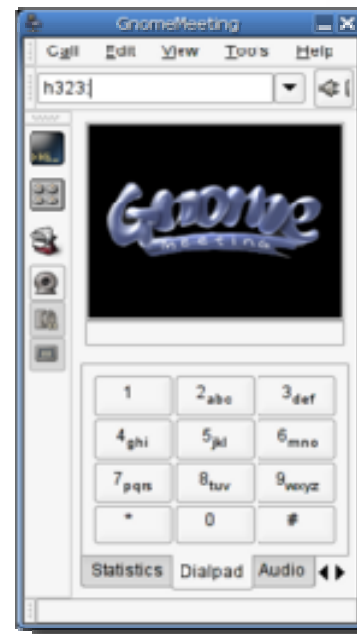 GnomeMeeting
Call Edit View Tools Help
h323:
GNOME
MEETING
1 2abc 3def
4ghi 5jkl 6mno
7pqrs 8tuv 9wxyz
* 0 #
Statistics Dialpad Audio